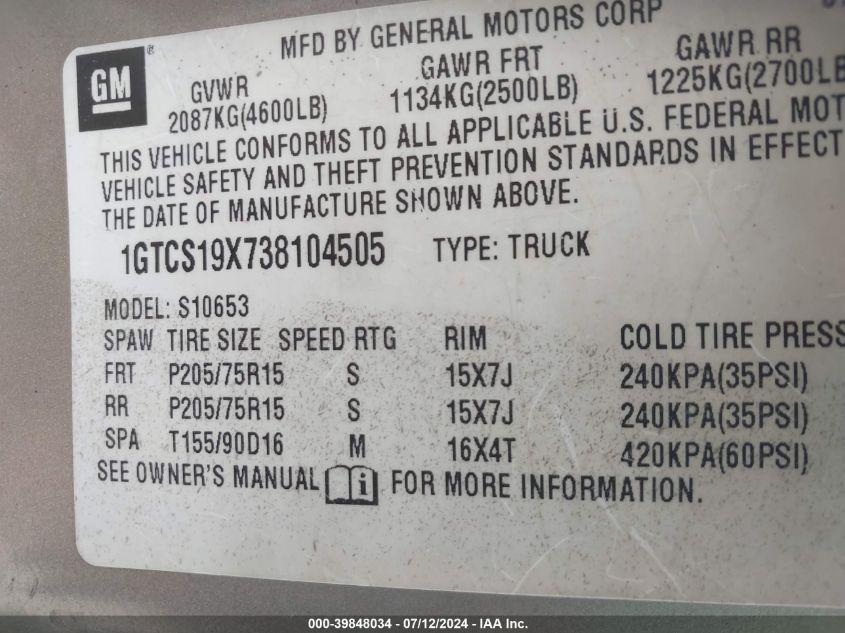 MFD BY GENERAL MOTORS CORP
GM ®
GVWR GAWR FRT GAWR RR
2087KG(4600LB) 1134KG(2500LB) 1225KG(2700LB
THIS VEHICLE CONFORMS TO ALL APPLICABLE U.S. FEDERAL MOT
VEHICLE SAFETY AND THEFT PREVENTION STANDARDS IN EFFECT
THE DATE OF MANUFACTURE SHOWN ABOVE.
1GTCS19X738104505 TYPE: TRUCK
MODEL: S10653
SPAW TIRE SIZE SPEED RTG RIM COLD TIRE PRESS
FRT P205/75R15 S 15X7J 240KPA(35PSI)
RR P205/75R15 S 15X7J 240KPA(35PSI)
SPA T155/90D16 M 16X4T 420KPA(60PSI)
SEE OWNER'S MANUAL i FOR MORE INFORMATION.
000-39848034 / 07/12/2024 - IAA Inc.